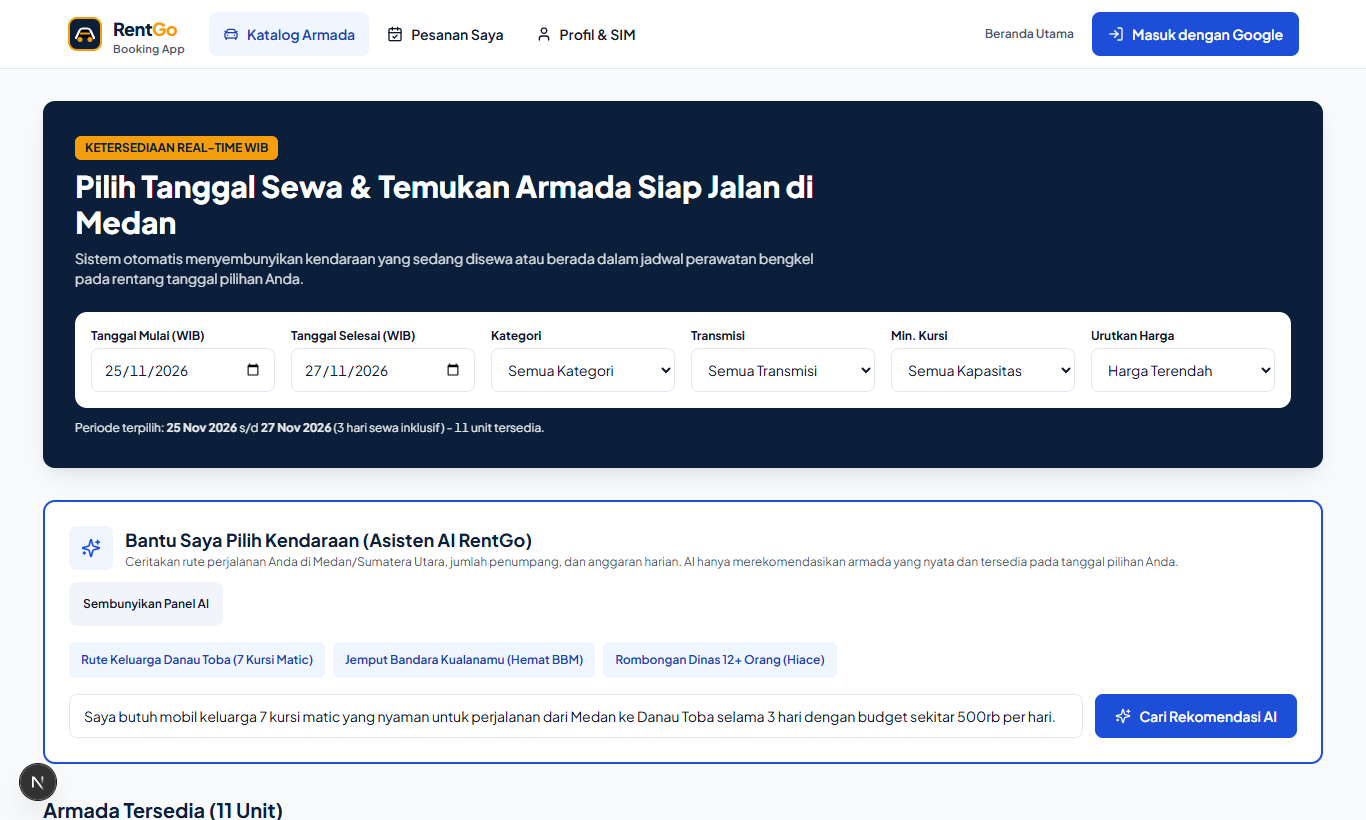 RentGo
Booking App
Katalog Armada
Pesanan Saya
Profil & SIM
Beranda Utama
Masuk dengan Google
KETERSEDIAAN REAL-TIME WIB
Pilih Tanggal Sewa & Temukan Armada Siap Jalan di
Medan
Sistem otomatis menyembunyikan kendaraan yang sedang disewa atau berada dalam jadwal perawatan bengkel
pada rentang tanggal pilihan Anda.
Tanggal Mulai (WIB)
Tanggal Selesai (WIB)
Kategori
Transmisi
Min. Kursi
Urutkan Harga
25/11/2026
27/11/2026
Semua Kategori
Semua Transmisi
Semua Kapasitas
Harga Terendah
Periode terpilih: 25 Nov 2026 s/d 27 Nov 2026 (3 hari sewa inklusif) - 11 unit tersedia.
Bantu Saya Pilih Kendaraan (Asisten AI RentGo)
Ceritakan rute perjalanan Anda di Medan/Sumatera Utara, jumlah penumpang, dan anggaran harian. AI hanya merekomendasikan armada yang nyata dan tersedia pada tanggal pilihan Anda.
Sembunyikan Panel AI
Rute Keluarga Danau Toba (7 Kursi Matic)
Jemput Bandara Kualanamu (Hemat BBM)
Rombongan Dinas 12+ Orang (Hiace)
Saya butuh mobil keluarga 7 kursi matic yang nyaman untuk perjalanan dari Medan ke Danau Toba selama 3 hari dengan budget sekitar 500rb per hari.
Cari Rekomendasi AI
N
Armada Tersedia (11 Unit)